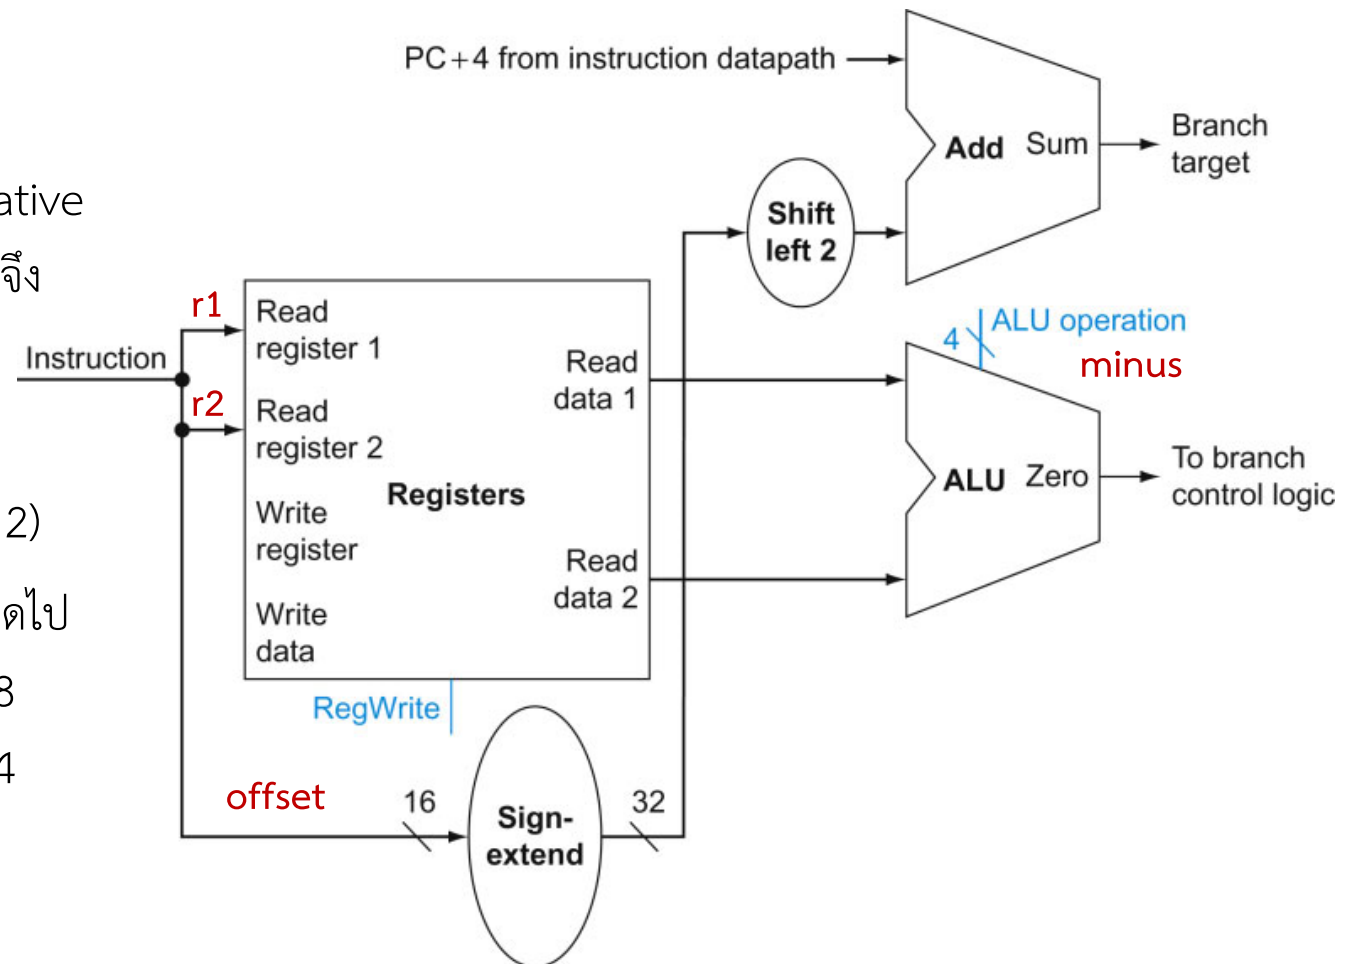 PC+4 from instruction datapath
Add Sum
Branch
target
Shift
left 2
ative
จึง
r1
Read
register 1
Instruction
r2
Read
register 2
Read
data 1
Registers
Write
register
Write
data
Read
data 2
4
ALU operation
minus
ALU Zero
To branch
control logic
2)
ดไป
8
4
RegWrite
offset
16
Sign-
extend
32